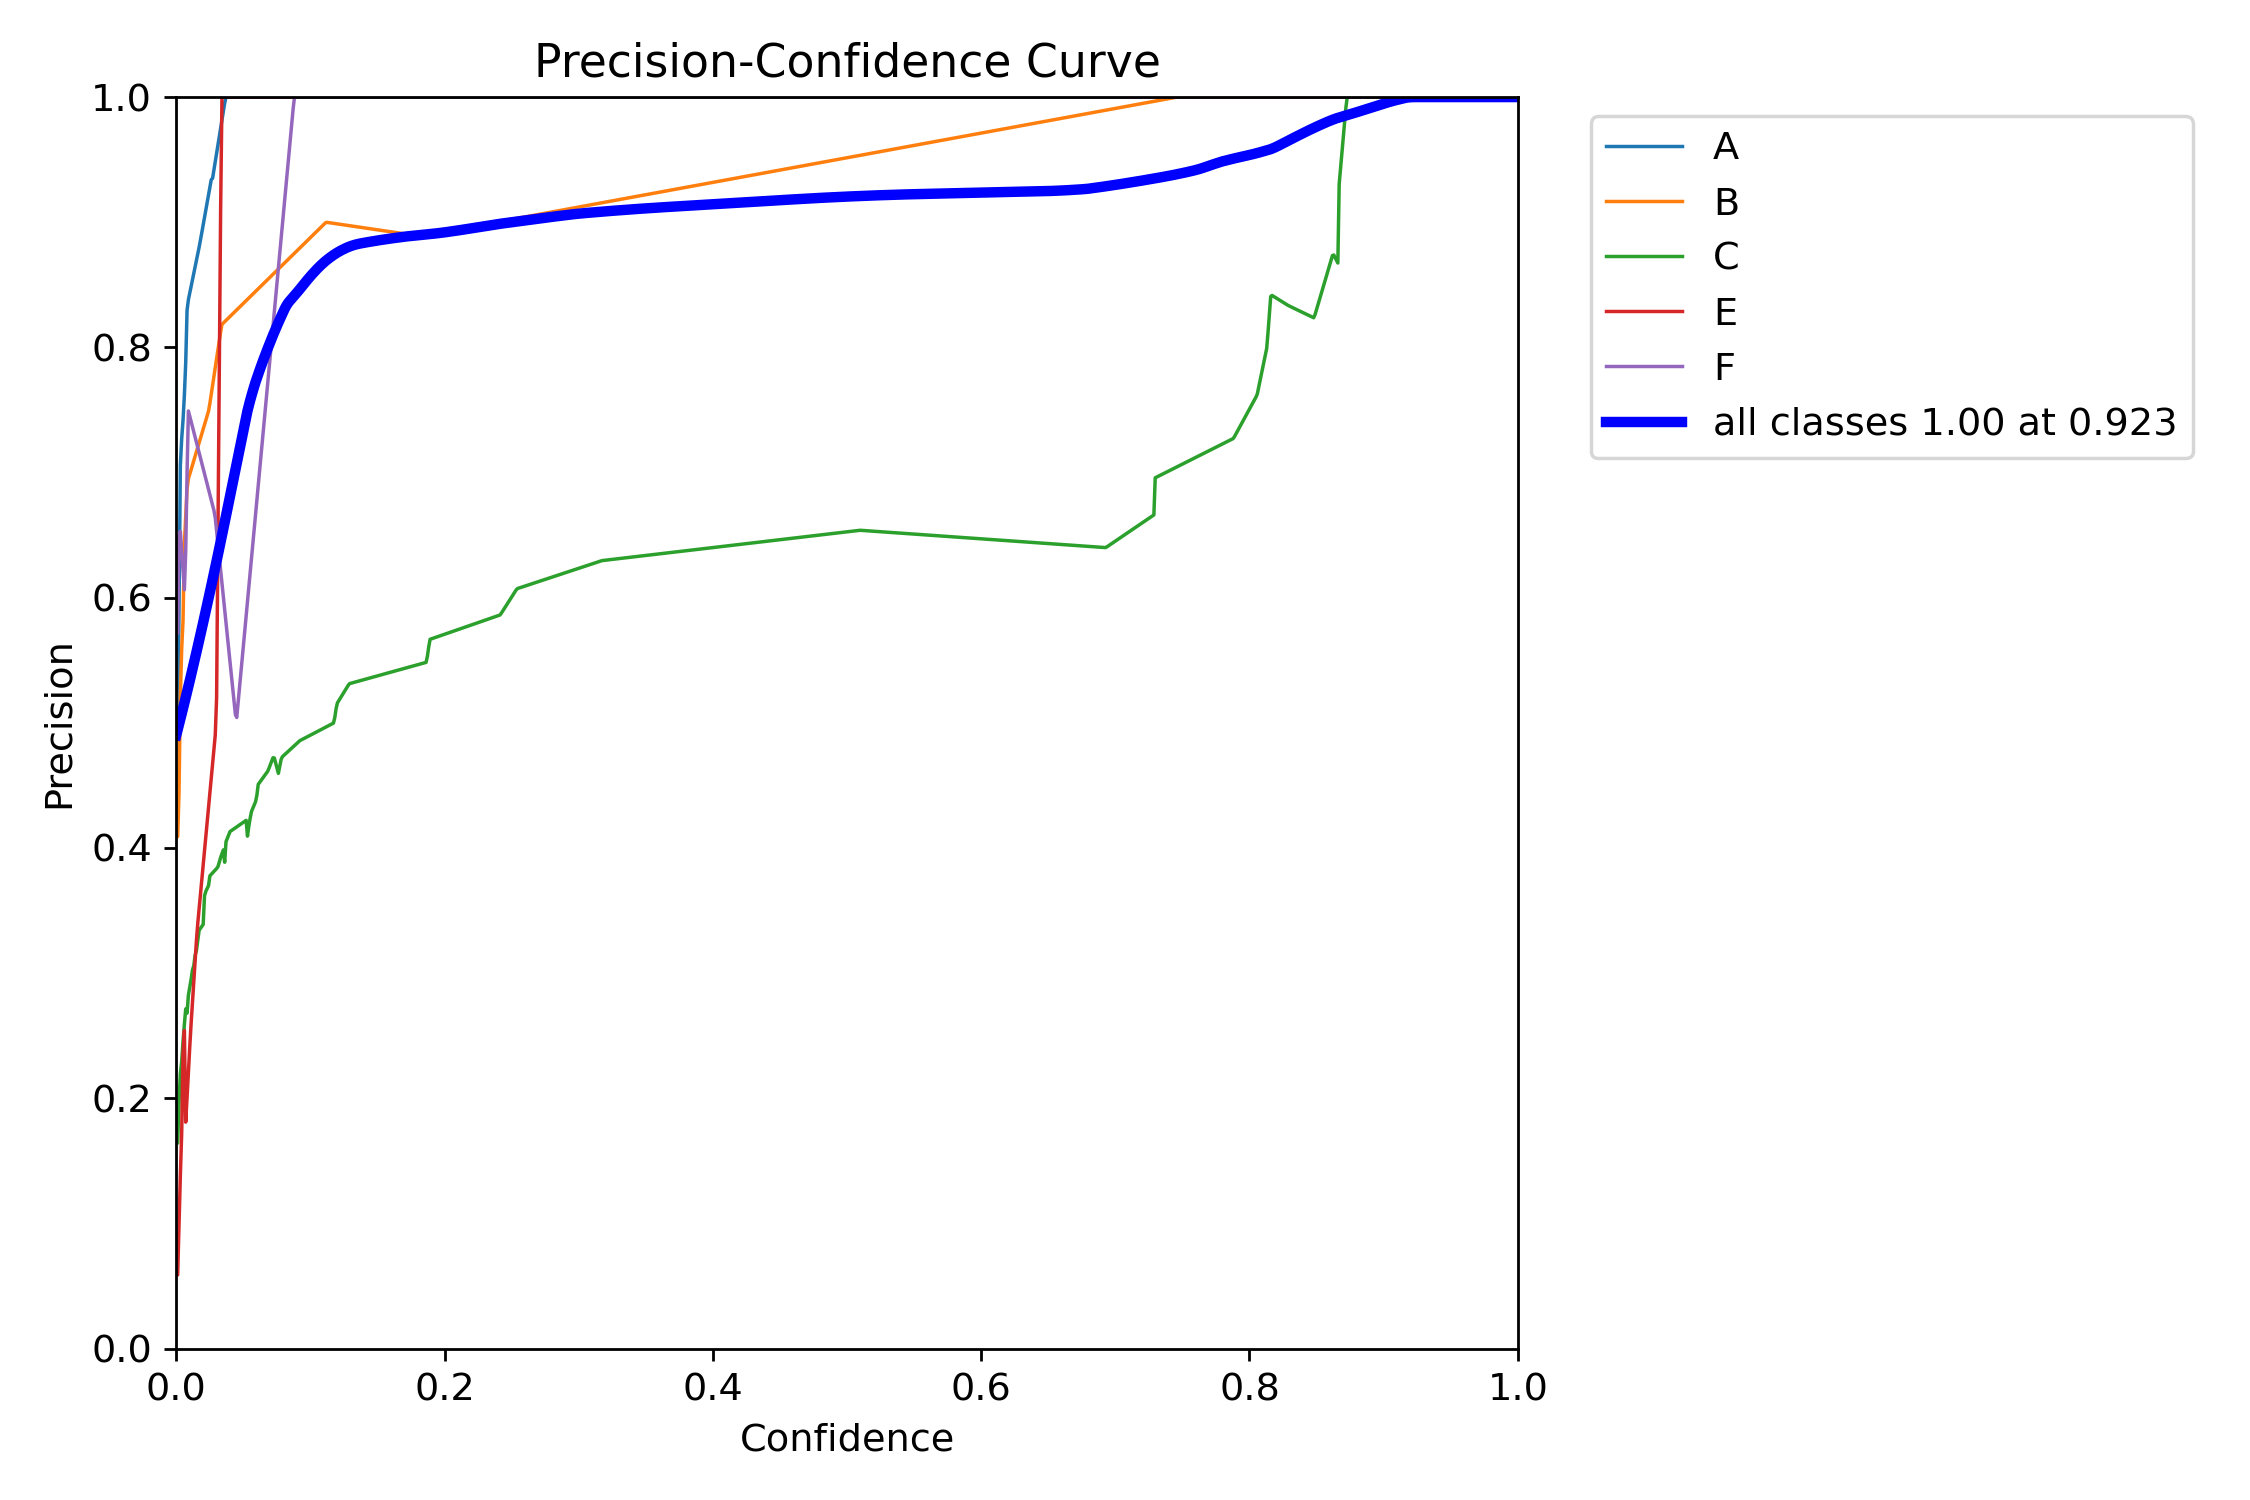 Precision-Confidence Curve
1.0
0.8
0.6
0.4
0.2
0.0
Precision
0.0 0.2 0.4 0.6 0.8 1.0
Confidence
A
B
C
E
F
all classes 1.00 at 0.923